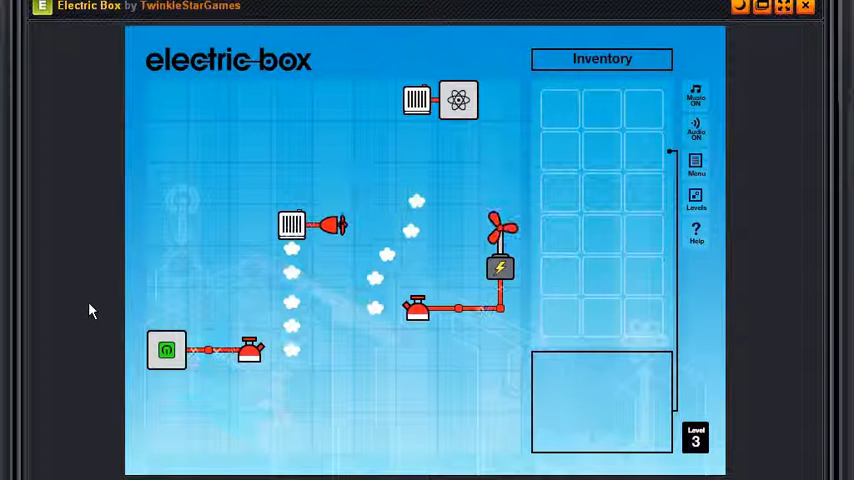 E Electric Box by TwinkleStarGames
electric box
Inventory
Music
ON
Audio
ON
Menu
Levels
?
Help
Level
3